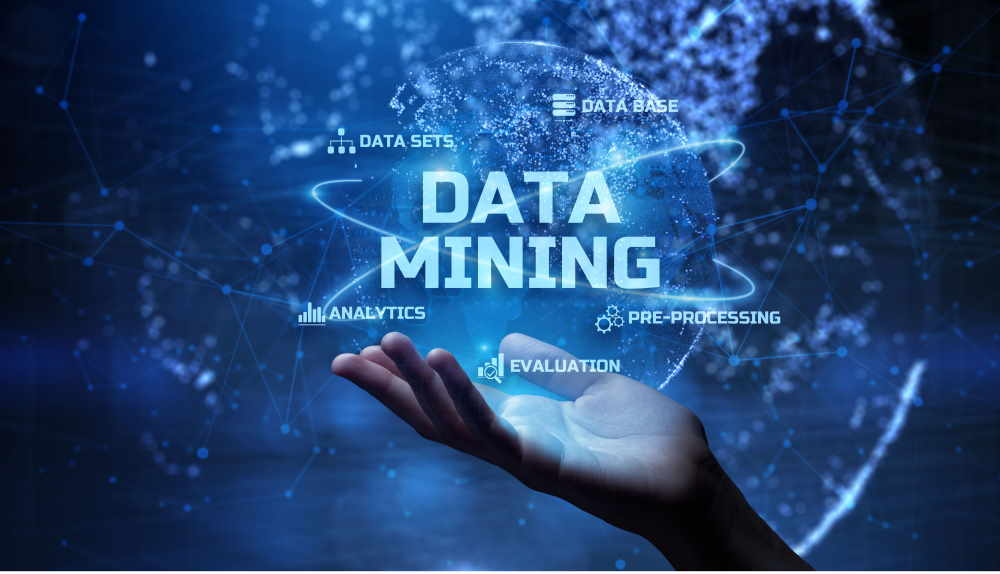 DATA BASE
DATA SETS
DATA
MINING
ANALYTICS
PRE-PROCESSING
EVALUATION